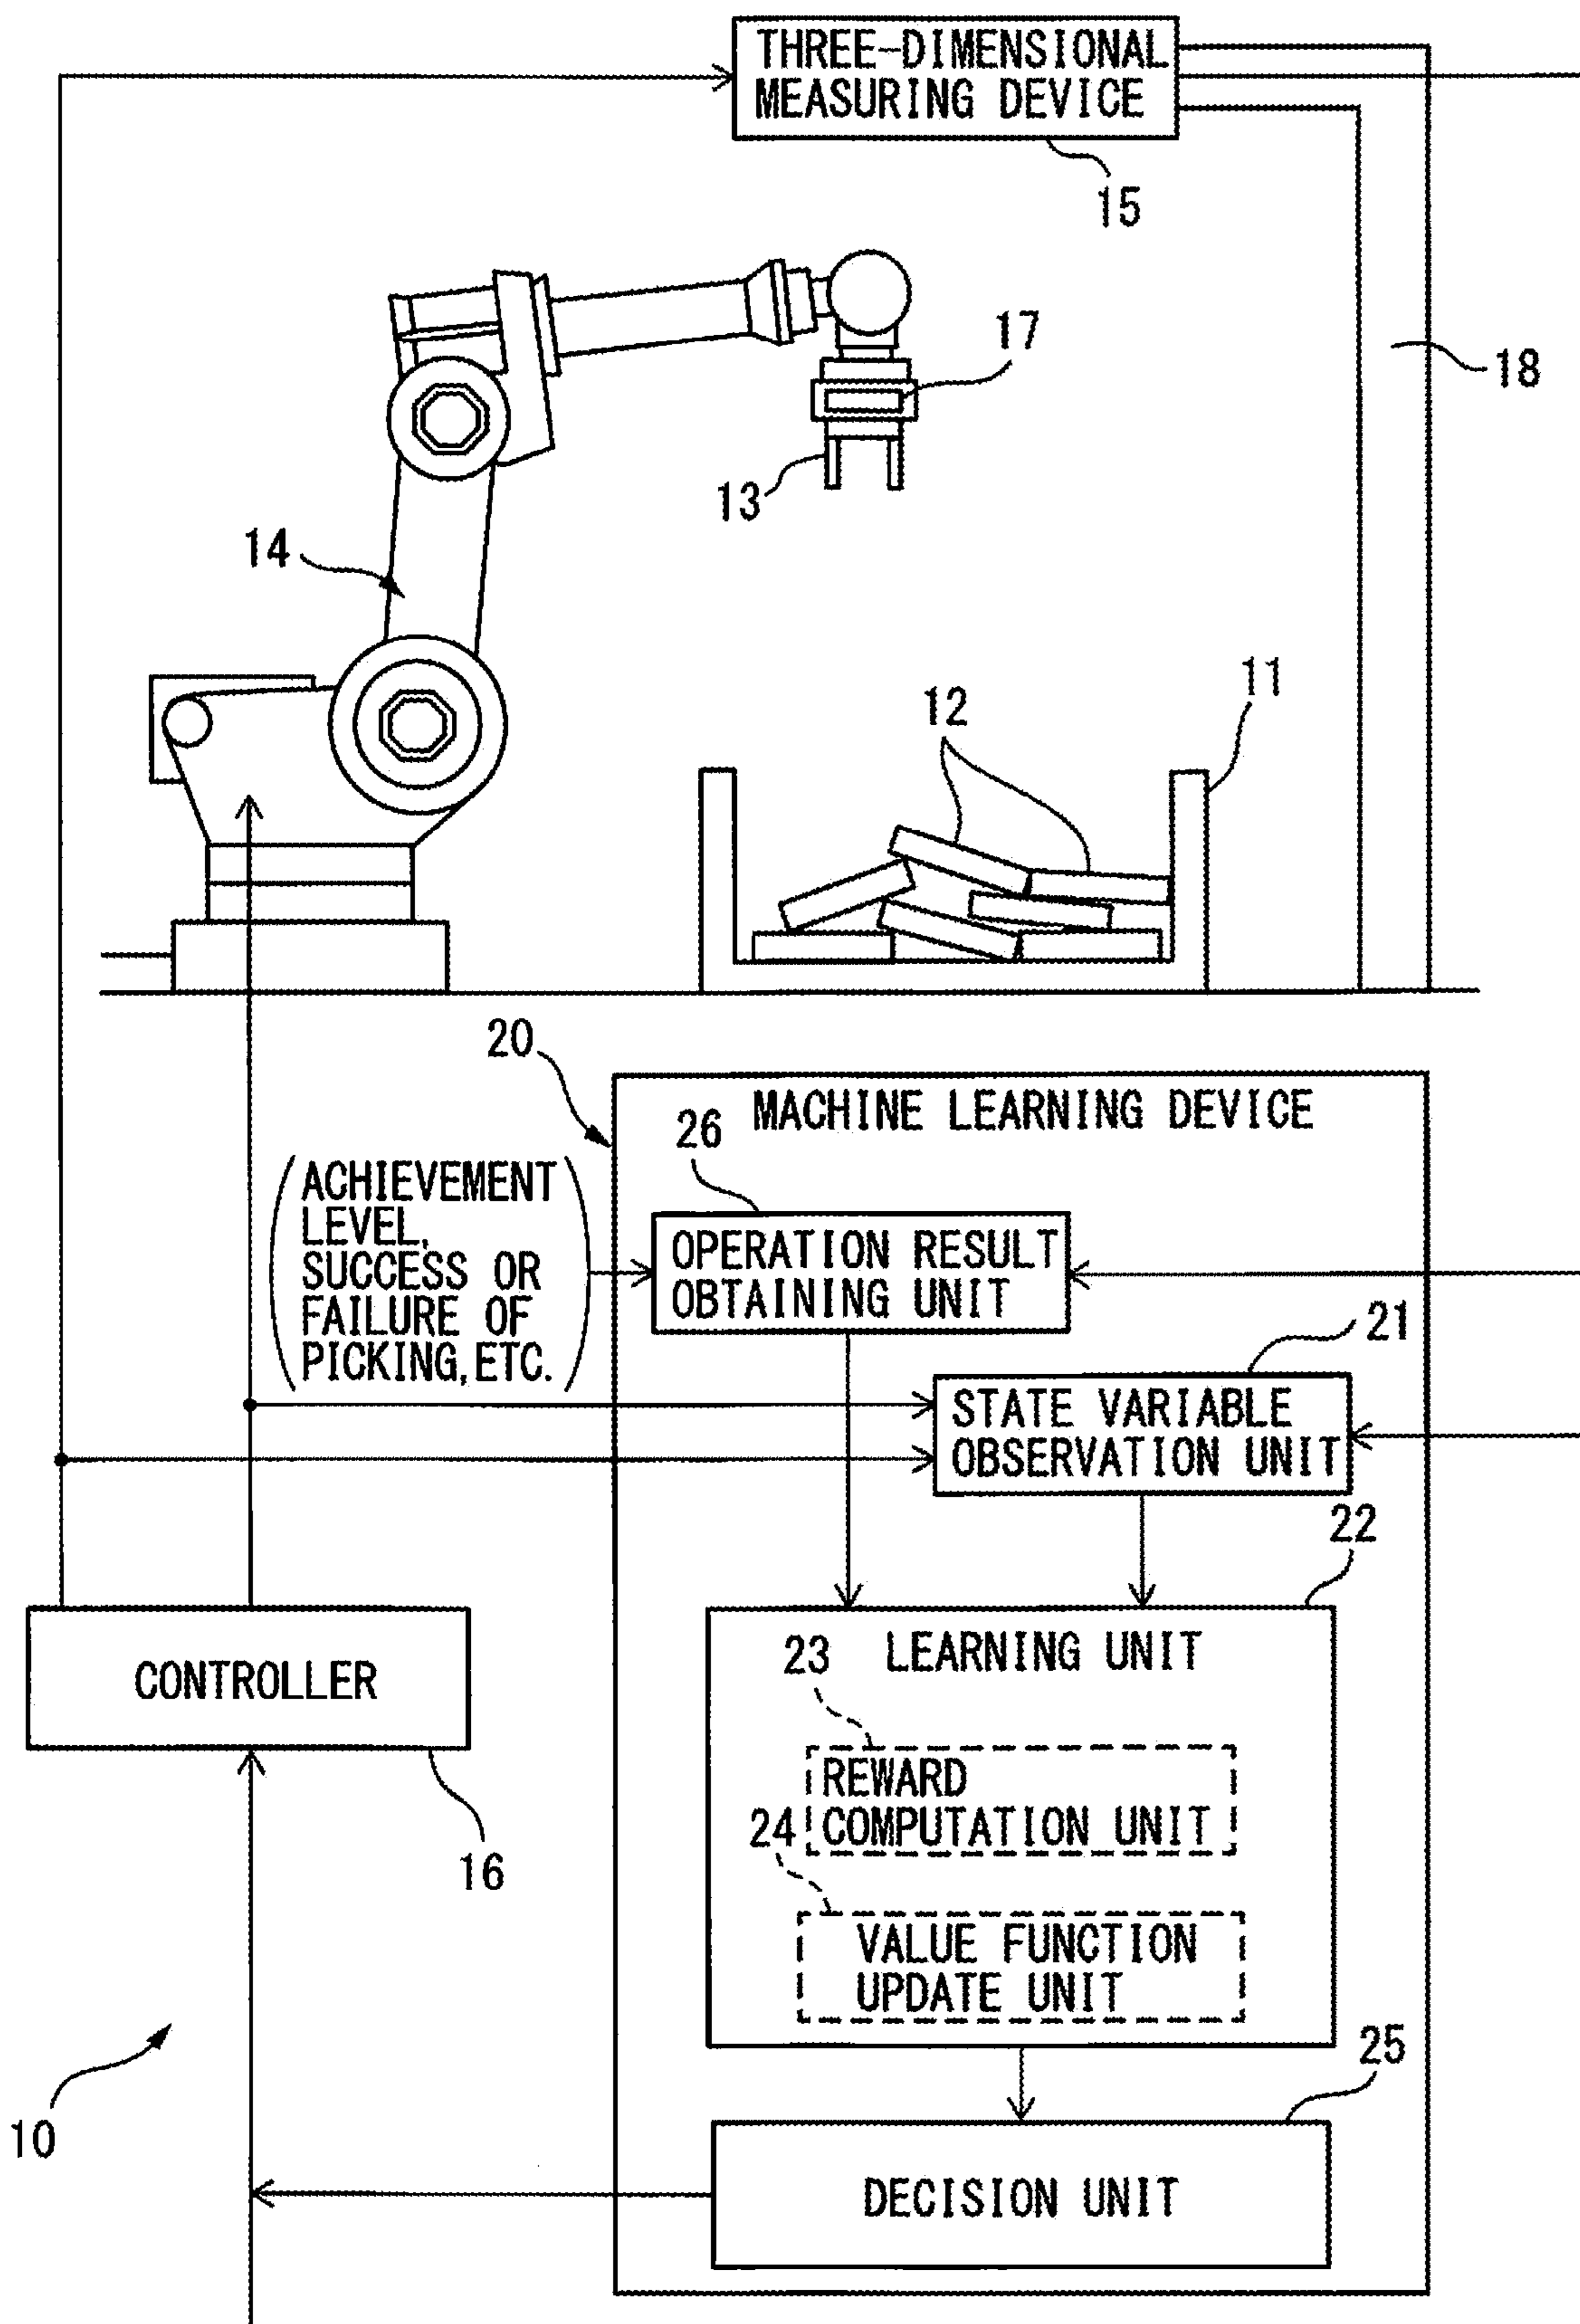 THREE-DIMENSIONAL
MEASURING DEVICE
15
17
18
13
14
11
12
20
MACHINE LEARNING DEVICE
26
ACHIEVEMENT
LEVEL,
SUCCESS OR
FAILURE OF
PICKING, ETC.
OPERATION RESULT
OBTAINING UNIT
21
STATE VARIABLE
OBSERVATION UNIT
22
LEARNING UNIT
23
CONTROLLER
REWARD
COMPUTATION UNIT
24
16
VALUE FUNCTION
UPDATE UNIT
25
10
DECISION UNIT